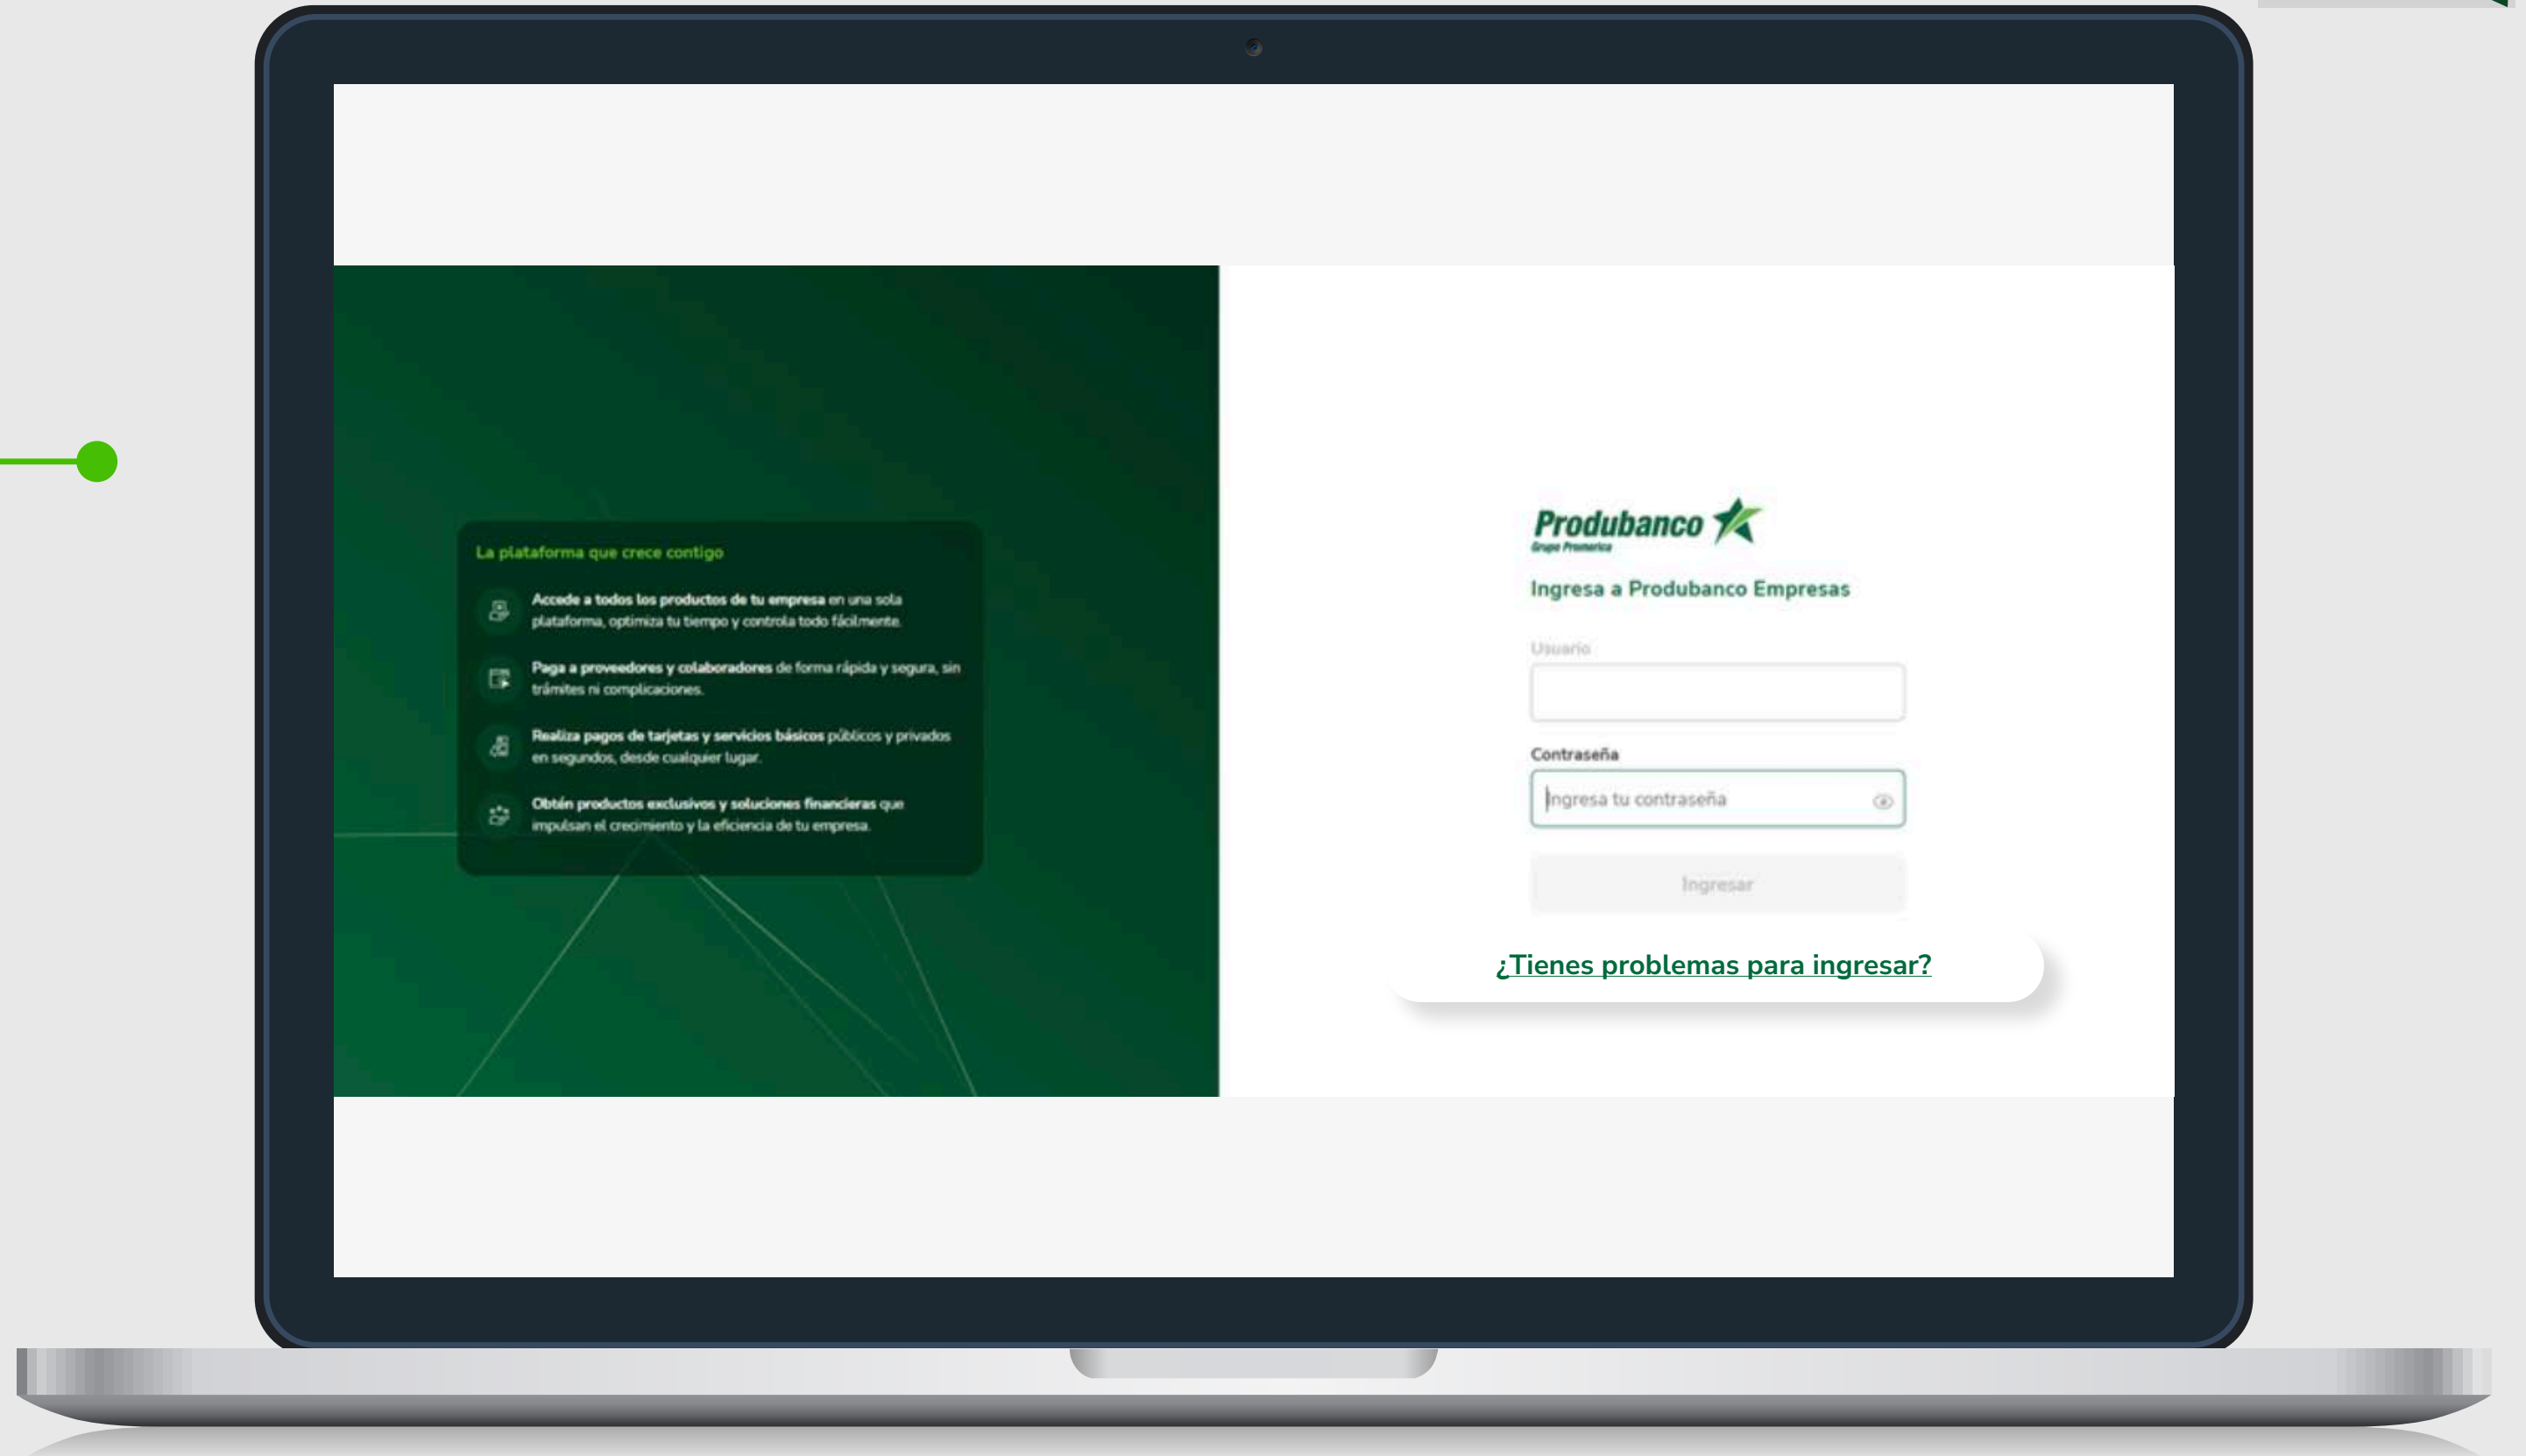 La plataforma que crece contigo
Accede a todos los productos de tu empresa en una sola
plataforma, optimiza tu tiempo y controla todo fácilmente.
Paga a proveedores y colaboradores de forma rápida y segura, sin
trámites ni complicaciones.
Realiza pagos de tarjetas y servicios básicos públicos y privados
en segundos, desde cualquier lugar.
Obtén productos exclusivos y soluciones financieras que
impulsan el crecimiento y la eficiencia de tu empresa.
Produbanco
Grupo Promerica
Ingresa a Produbanco Empresas
Usuario
Contraseña
Ingresa tu contraseña
Ingresar
¿Tienes problemas para ingresar?